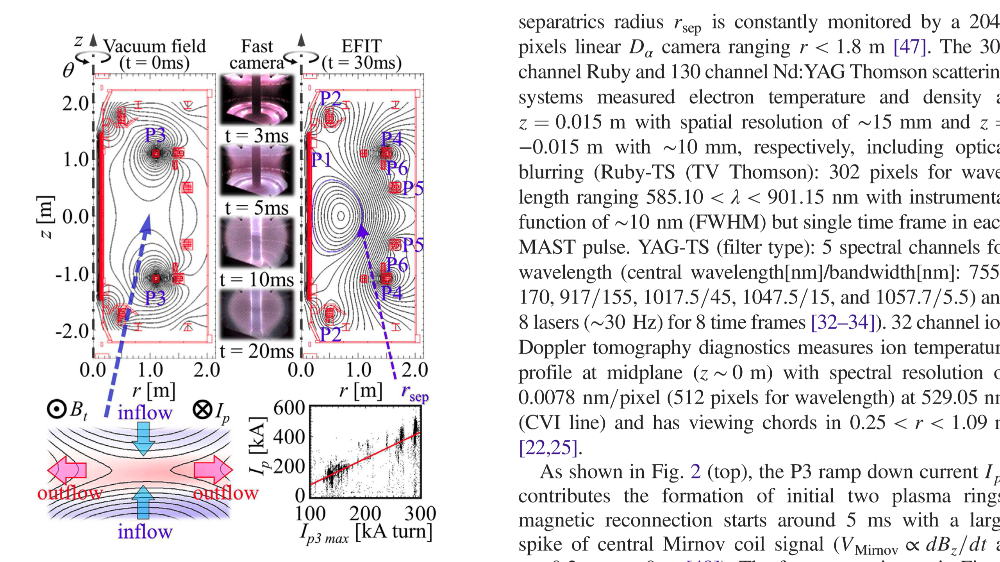 z
Vacuum field
(t = 0ms)
θ
Fast
camera
EFIT
(t = 30ms)
2.0
1.0
0.0
-1.0
-2.0
z [m]
P3
P3
0.0 1.0 2.0
r [m]
t = 3ms
t = 5ms
t = 10ms
t = 20ms
P2
P4
P1
P6
P5
P5
P6
P4
P2
0.0 1.0 2.0
r [m]
r_sep
B_t
inflow
I_p
outflow
outflow
inflow
I_p [kA]
600
400
200
0
100 200 300
I_p3 max [kA turn]
separatrics radius r_sep is constantly monitored by a 204
pixels linear D_α camera ranging r < 1.8 m [47]. The 30
channel Ruby and 130 channel Nd:YAG Thomson scatterin
systems measured electron temperature and density a
z = 0.015 m with spatial resolution of ~15 mm and z =
−0.015 m with ~10 mm, respectively, including optica
blurring (Ruby-TS (TV Thomson): 302 pixels for wave
length ranging 585.10 < λ < 901.15 nm with instrumenta
function of ~10 nm (FWHM) but single time frame in eac
MAST pulse. YAG-TS (filter type): 5 spectral channels fo
wavelength (central wavelength[nm]/bandwidth[nm]: 755
170, 917/155, 1017.5/45, 1047.5/15, and 1057.7/5.5) an
8 lasers (~30 Hz) for 8 time frames [32–34]). 32 channel io
Doppler tomography diagnostics measures ion temperatur
profile at midplane (z ~ 0 m) with spectral resolution o
0.0078 nm/pixel (512 pixels for wavelength) at 529.05 n
(CVI line) and has viewing chords in 0.25 < r < 1.09
[22,25].
As shown in Fig. 2 (top), the P3 ramp down current I_p
contributes the formation of initial two plasma rings
magnetic reconnection starts around 5 ms with a larg
spike of central Mirnov coil signal (V_Mirnov ∝ dB_z/dt a